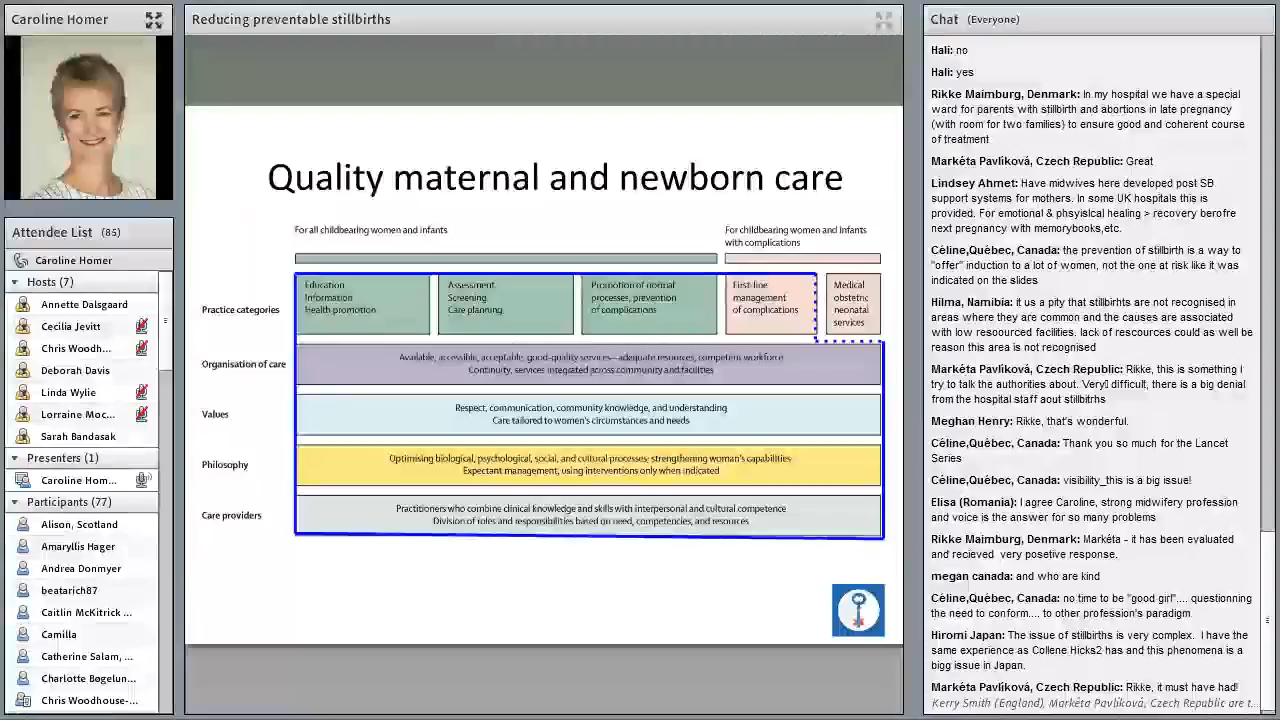 Caroline Homer
Attendee List (85)
Caroline Homer
Hosts (7)
Annette Dalsgaard
Cecilia Jevitt
Chris Woodh...
Deborah Davis
Linda Wylie
Lorraine Moc...
Sarah Bandasak
Presenters (1)
Caroline Hom...
Participants (77)
Alison, Scotland
Amaryllis Hager
Andrea Donmyer
beatarich87
Caitlin McKitrick ...
Camilla
Catherine Salam, ...
Charlotte Bøgelun...
Chris Woodhouse-...
Reducing preventable stillbirths
Quality maternal and newborn care
For all childbearing women and infants
For childbearing women and infants
with complications
Practice categories
Education
Information
Health promotion
Assessment
Screening
Care planning
Promotion of normal
processes, prevention
of complications
First-line
management
of complications
Medical
obstetric
neonatal
services
Organisation of care
Available, accessible, acceptable, good-quality services—adequate resources, competent workforce
Continuity, services integrated across community and facilities
Values
Respect, communication, community knowledge, and understanding
Care tailored to women's circumstances and needs
Philosophy
Optimising biological, psychological, social, and cultural processes; strengthening woman's capabilities
Expectant management, using interventions only when indicated
Care providers
Practitioners who combine clinical knowledge and skills with interpersonal and cultural competence
Division of roles and responsibilities based on need, competencies, and resources
Chat (Everyone)
Hali: no
Hali: yes
Rikke Maimburg, Denmark: In my hospital we have a special
ward for parents with stillbirth and abortions in late pregnancy
(with room for two families) to ensure good and coherent course
of treatment
Markéta Pavlíková, Czech Republic: Great
Lindsey Ahmet: Have midwives here developed post SB
support systems for mothers. In some UK hospitals this is
provided. For emotional & phsyislcal healing > recovery berofre
next pregnancy with memorybooks,etc.
Céline,Québec, Canada: the prevention of stillbirth is a way to
"offer" induction to a lot of women, not the one at risk like it was
indicated on the slides
Hilma, Namibia: it us a pity that stillbirhts are not recognised in
areas where they are common and the causes are associated
with low resourced facilities. lack of rescources could as well be
reason this area is not recognised
Markéta Pavlíková, Czech Republic: Rikke, this is something I
try to talk the authorities about. Veryl difficult, there is a big denial
from the hospital staff aout stillbitrhs
Meghan Henry: Rikke, that's wonderful.
Céline,Québec, Canada: Thank you so much for the Lancet
Series
Céline,Québec, Canada: visibility_this is a big issue!
Elisa (Romania): I agree Caroline, strong midwifery profession
and voice is the answer for so many problems
Rikke Maimburg, Denmark: Markéta - it has been evaluated
and recieved very posetive response.
megan canada: and who are kind
Céline,Québec, Canada: no time to be "good girl".... questionning
the need to conform.... to other profession's paradigm.
Hiromi Japan: The issue of stillbirths is very complex. I have the
same experience as Collene Hicks2 has and this phenomena is a
bigg issue in Japan.
Markéta Pavlíková, Czech Republic: Rikke, it must have had!
Kerry Smith (England), Markéta Pavlíková, Czech Republic are t...